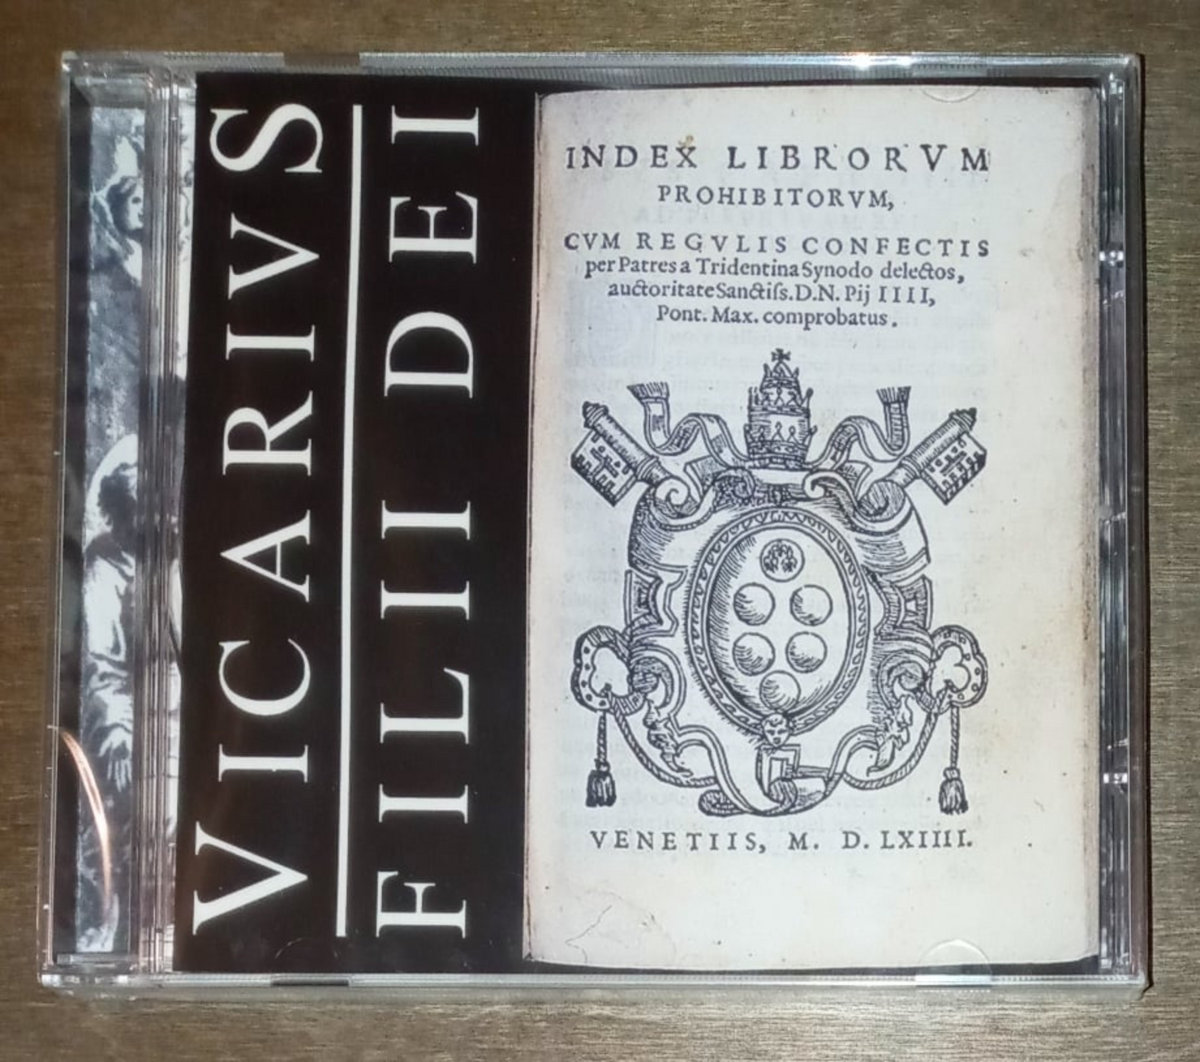 VICARIVS
FILII DEI
INDEX LIBRORVM
PROHIBITORVM,
CVM REGVLIS CONFECTIS
per Patres a Tridentina Synodo delectos,
auctoritate Sanctiſs. D. N. Pij IIII,
Pont. Max. comprobatus.
VENETIIS, M. D. LXIIII.